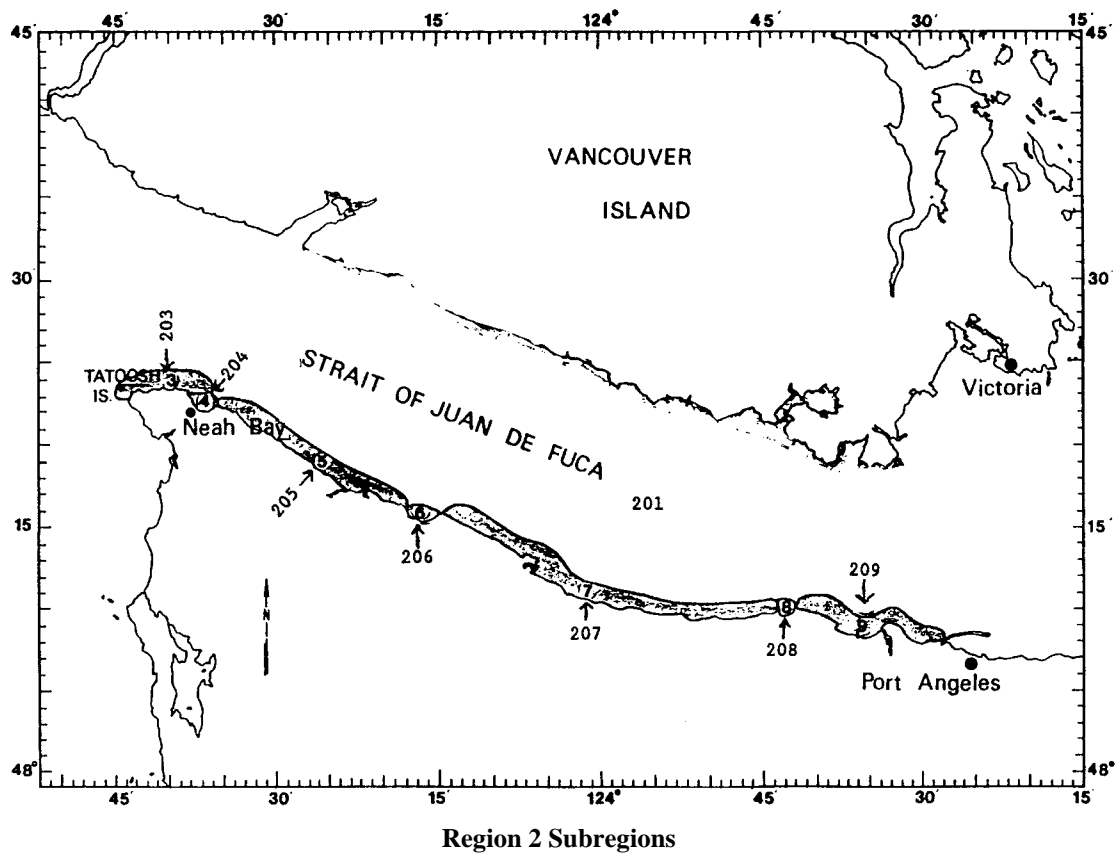 45′ 30′ 15′ 124° 45′ 30′ 15′
45′ 45′
VANCOUVER
ISLAND
30′ 30′
203
204
TATOOSH
IS.
3
4
Neah Bay
STRAIT OF JUAN DE FUCA
Victoria
5
205
201
15′ 15′
6
206
209
7
207
8
208
9
N
Port Angeles
48° 48°
45′ 15′ 124° 45′ 30′ 15′
Region 2 Subregions